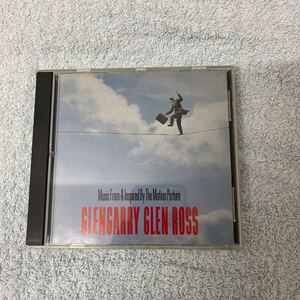 Music From & Inspired By The Motion Picture
GLENGARRY GLEN ROSS